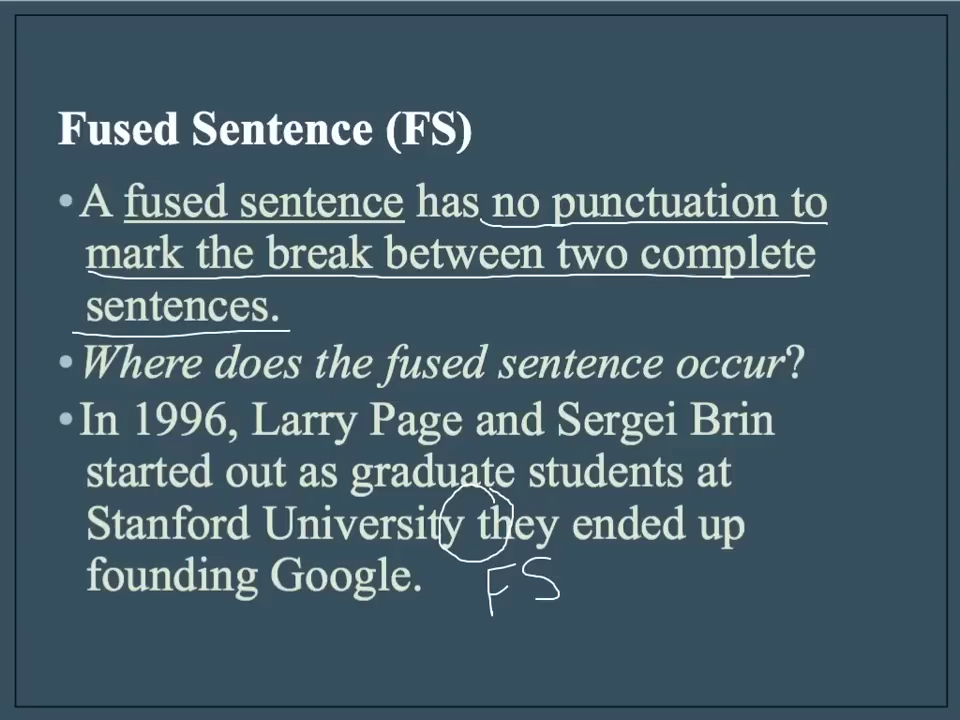 Fused Sentence (FS)
•A fused sentence has no punctuation to
mark the break between two complete
sentences.
•Where does the fused sentence occur?
•In 1996, Larry Page and Sergei Brin
started out as graduate students at
Stanford University they ended up
founding Google.
FS